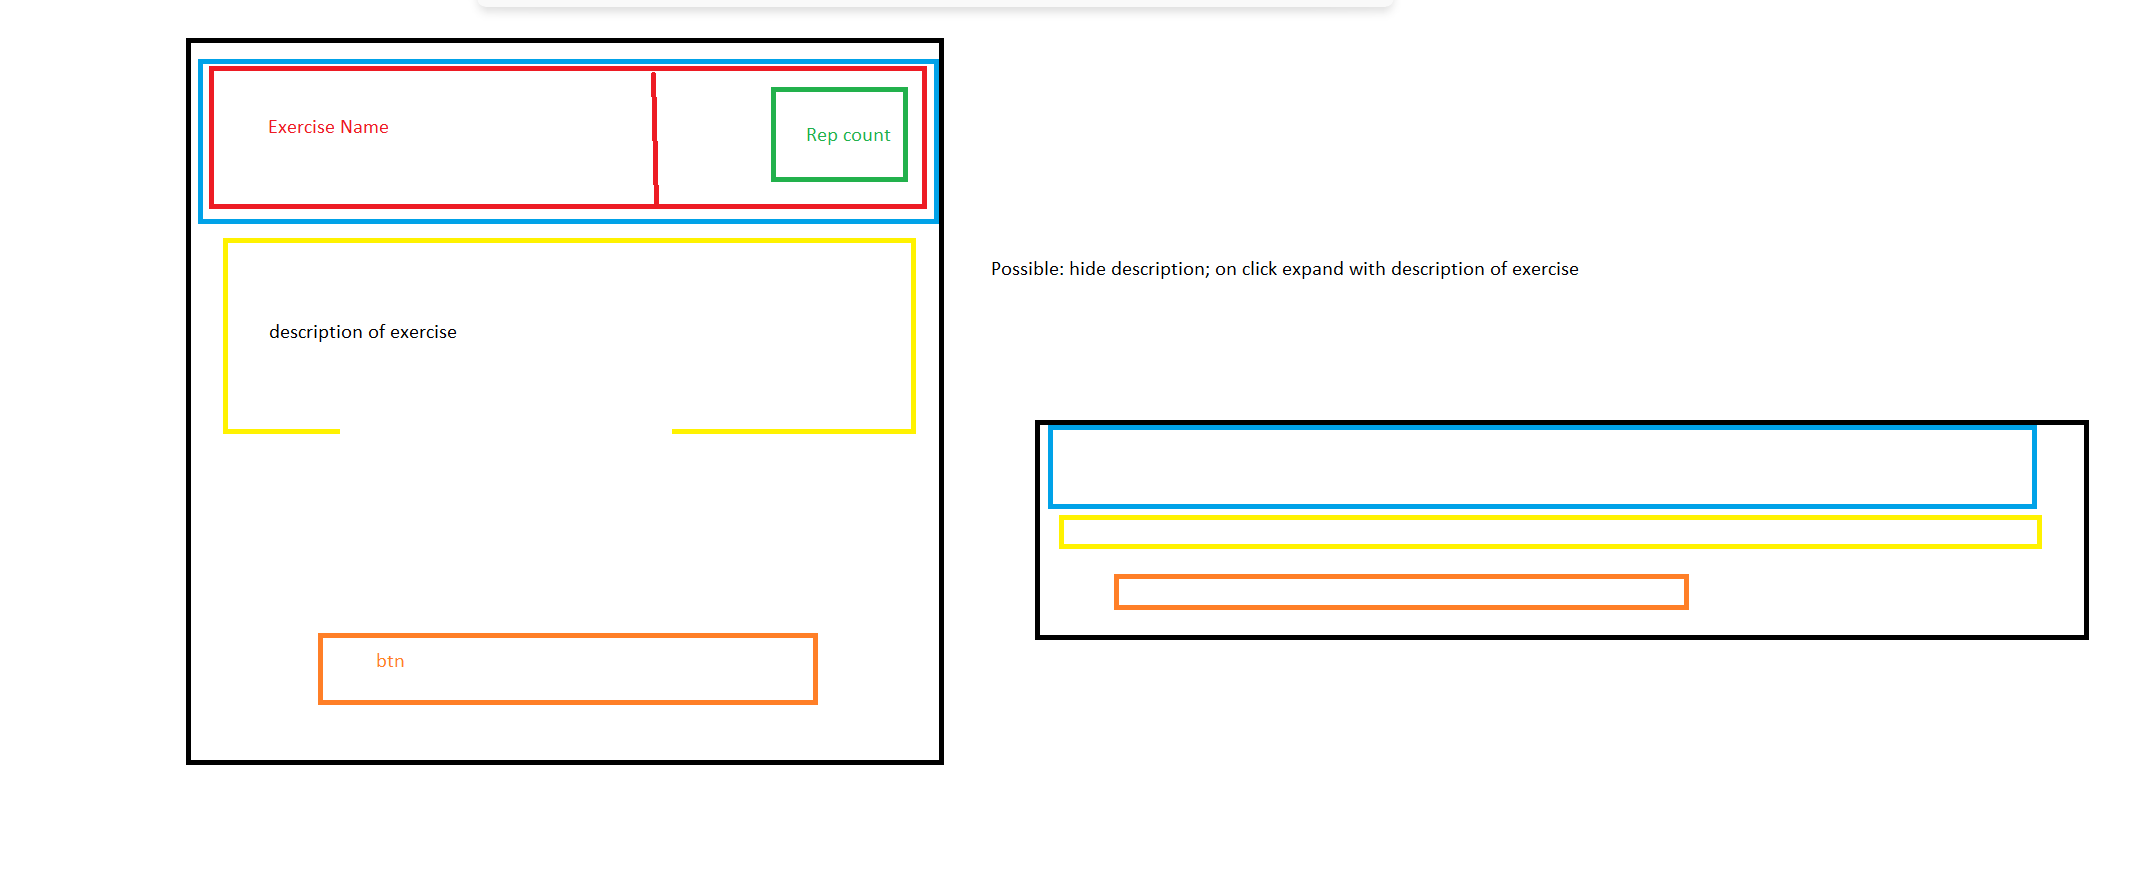 Exercise Name
Rep count
Possible: hide description; on click expand with description of exercise
description of exercise
btn